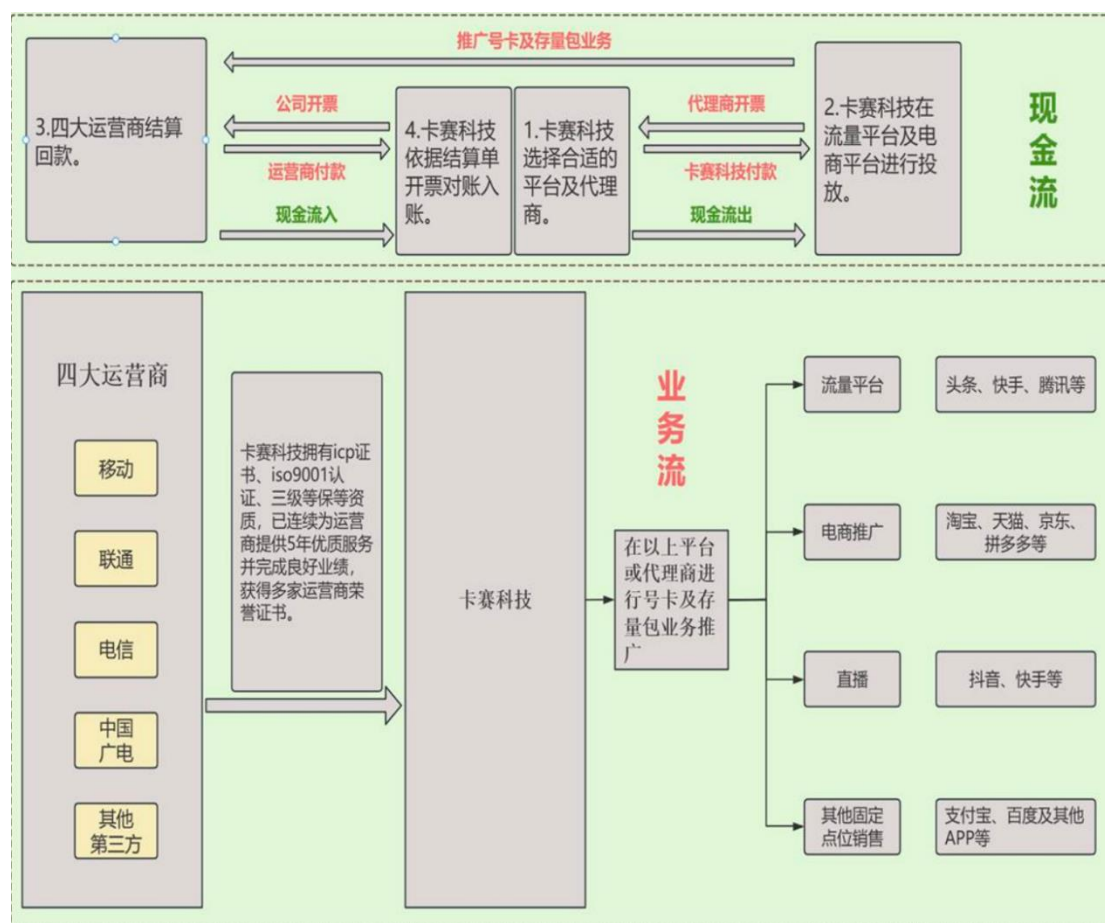 推广号卡及存量包业务
3.四大运营商结算
回款。
公司开票
运营商付款
现金流入
4.卡赛科技
依据结算单
开票对账入
账。
1.卡赛科技
选择合适的
平台及代理
商。
代理商开票
卡赛科技付款
现金流出
2.卡赛科技在
流量平台及电
商平台进行投
放。
现
金
流
四大运营商
移动
联通
电信
中国
广电
其他
第三方
卡赛科技拥有icp证
书、iso9001认
证、三级等保等资
质，已连续为运营
商提供5年优质服务
并完成良好业绩，
获得多家运营商荣
誉证书。
卡赛科技
业
务
流
在以上平台
或代理商进
行号卡及存
量包业务推
广
流量平台
头条、快手、腾讯等
电商推广
淘宝、天猫、京东、
拼多多等
直播
抖音、快手等
其他固定
点位销售
支付宝、百度及其他
APP等